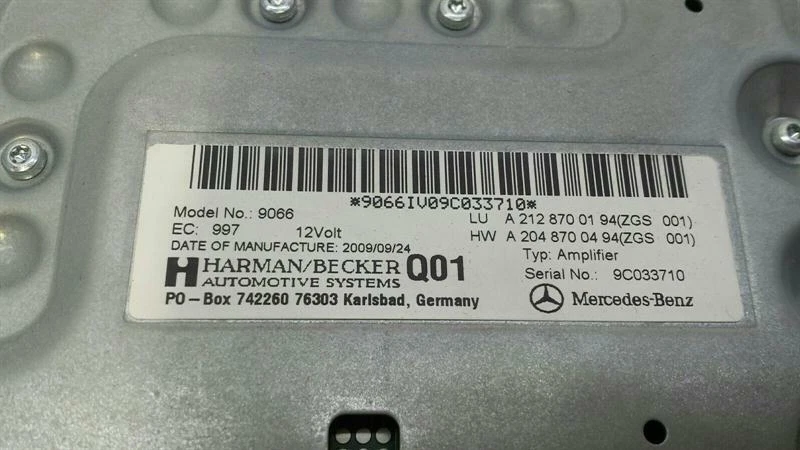 *9066IV09C033710*
Model No.: 9066
EC: 997 12Volt
DATE OF MANUFACTURE: 2009/09/24
LU A 212 870 01 94(ZGS 001)
HW A 204 870 04 94(ZGS 001)
Typ: Amplifier
Serial No.: 9C033710
HARMAN/BECKER Q01
AUTOMOTIVE SYSTEMS
PO-Box 742260 76303 Karlsbad, Germany
Mercedes-Benz